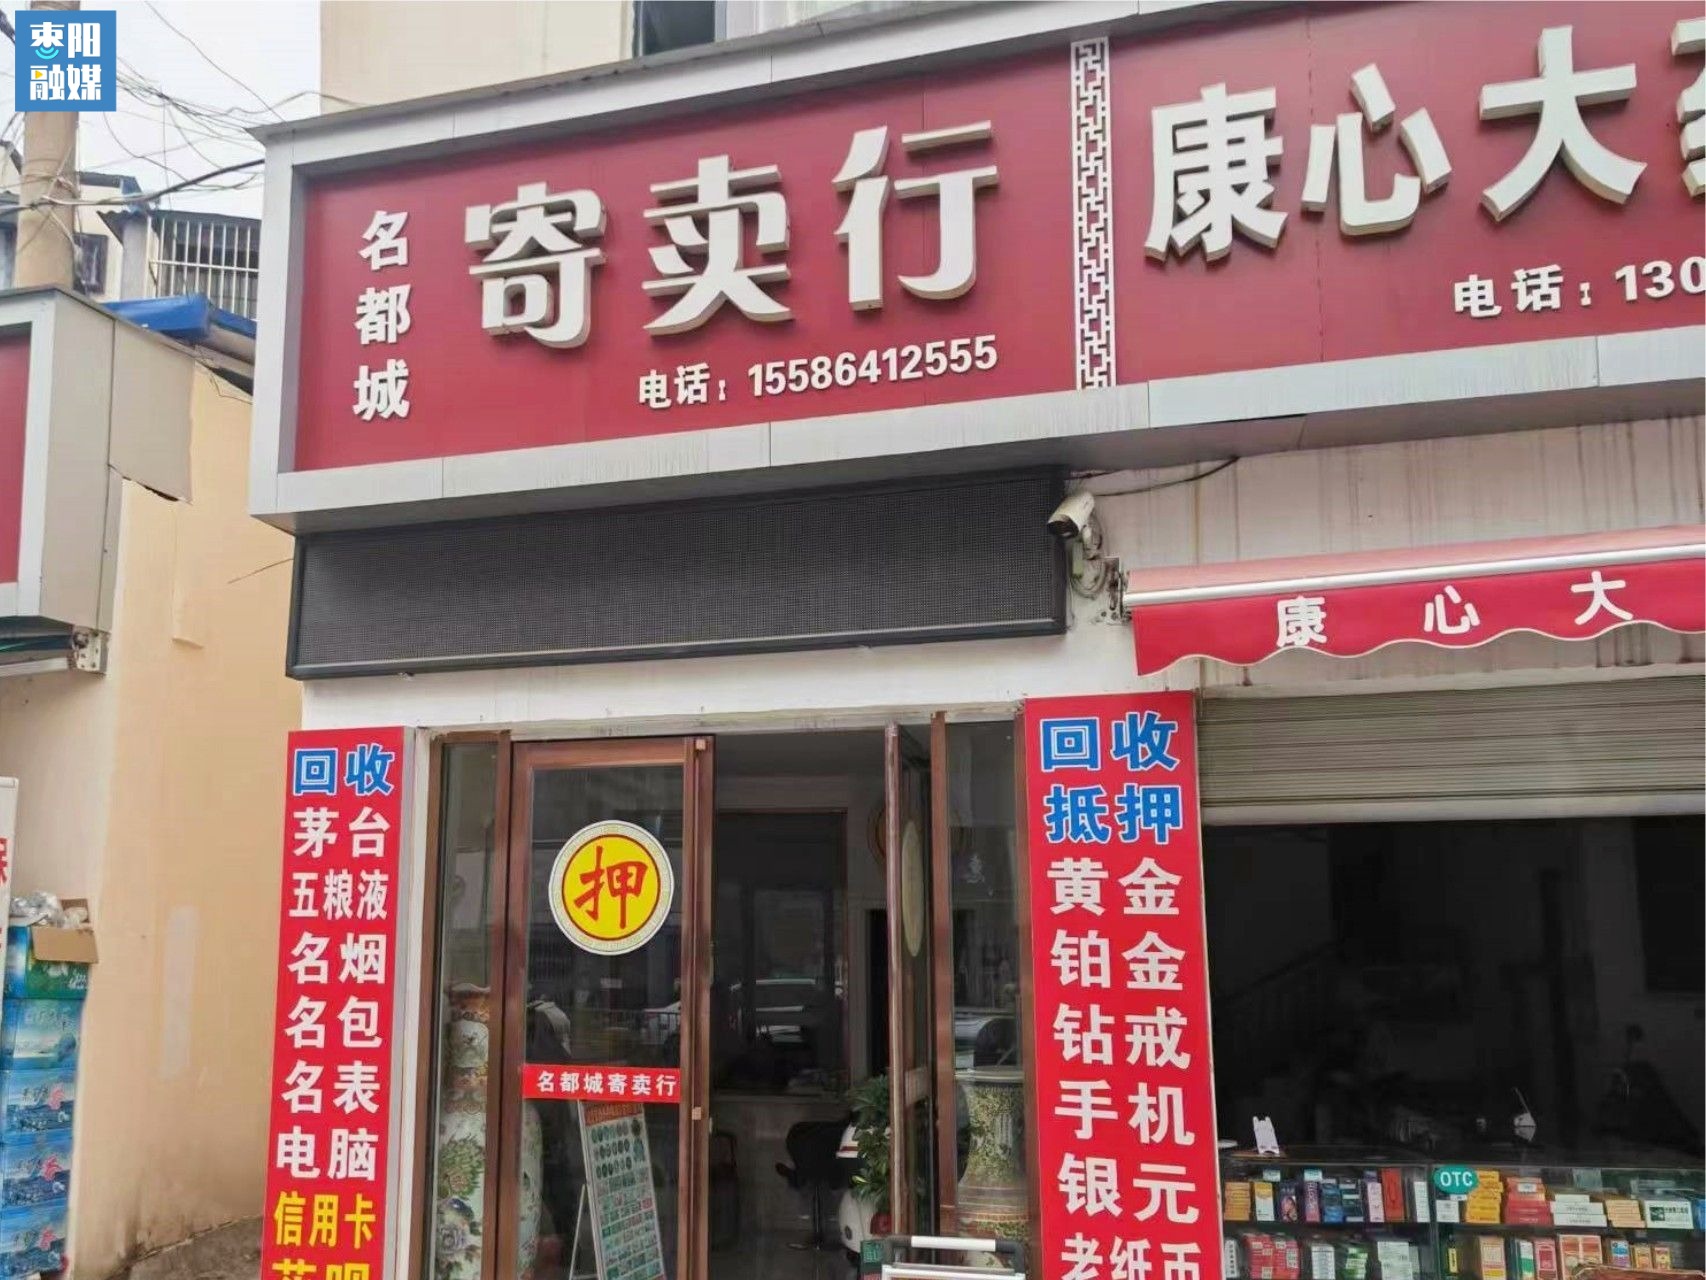 枣阳
融媒
名都城
寄卖行
电话：15586412555
康心大
电话：130
康心大
回收
茅台
五粮液
名烟
名包
名表
电脑
信用卡
押
名都城寄卖行
回收
抵押
黄金
铂金
钻戒
手机
银元
老纸币
OTC